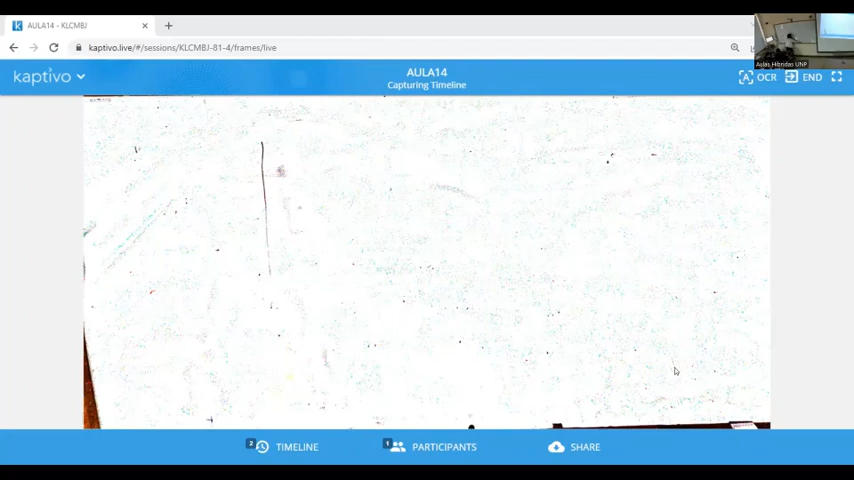 AULA14 - KLCMBJ
kaptivo.live/#/sessions/KLCMBJ-81-4/frames/live
Aulas Híbridas UNP
kaptivo
AULA14
Capturing Timeline
[A] OCR
END
2 TIMELINE
1 PARTICIPANTS
SHARE